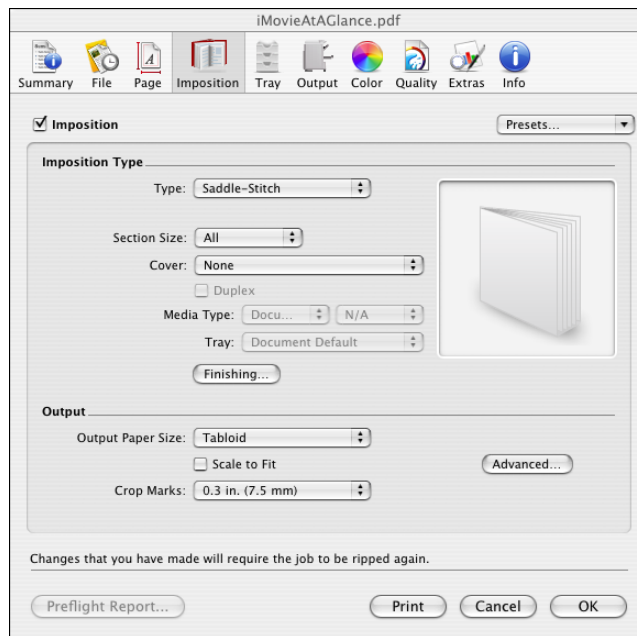 iMovieAtAGlance.pdf
Summary File Page Imposition Tray Output Color Quality Extras Info
Imposition Presets...
Imposition Type
Type: Saddle-Stitch
Section Size: All
Cover: None
Duplex
Media Type: Docu... N/A
Tray: Document Default
Finishing...
Output
Output Paper Size: Tabloid
Scale to Fit Advanced...
Crop Marks: 0.3 in. (7.5 mm)
Changes that you have made will require the job to be ripped again.
Preflight Report... Print Cancel OK